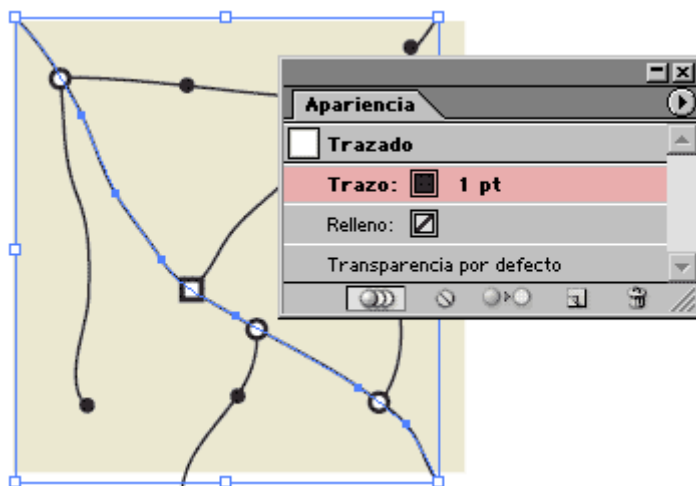 Apariencia
Trazado
Trazo: 1 pt
Relleno:
Transparencia por defecto